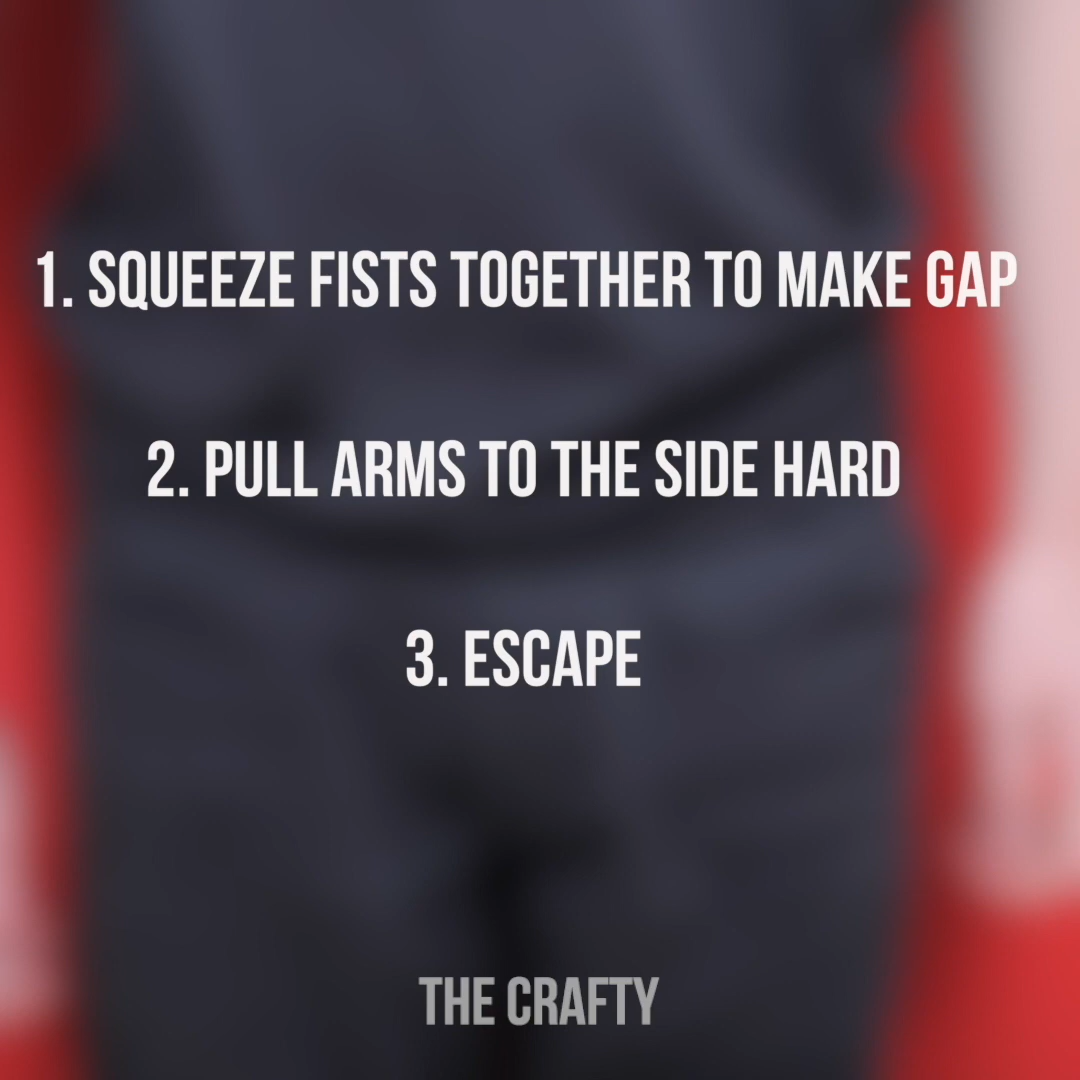 1. SQUEEZE FISTS TOGETHER TO MAKE GAP
2. PULL ARMS TO THE SIDE HARD
3. ESCAPE
THE CRAFTY